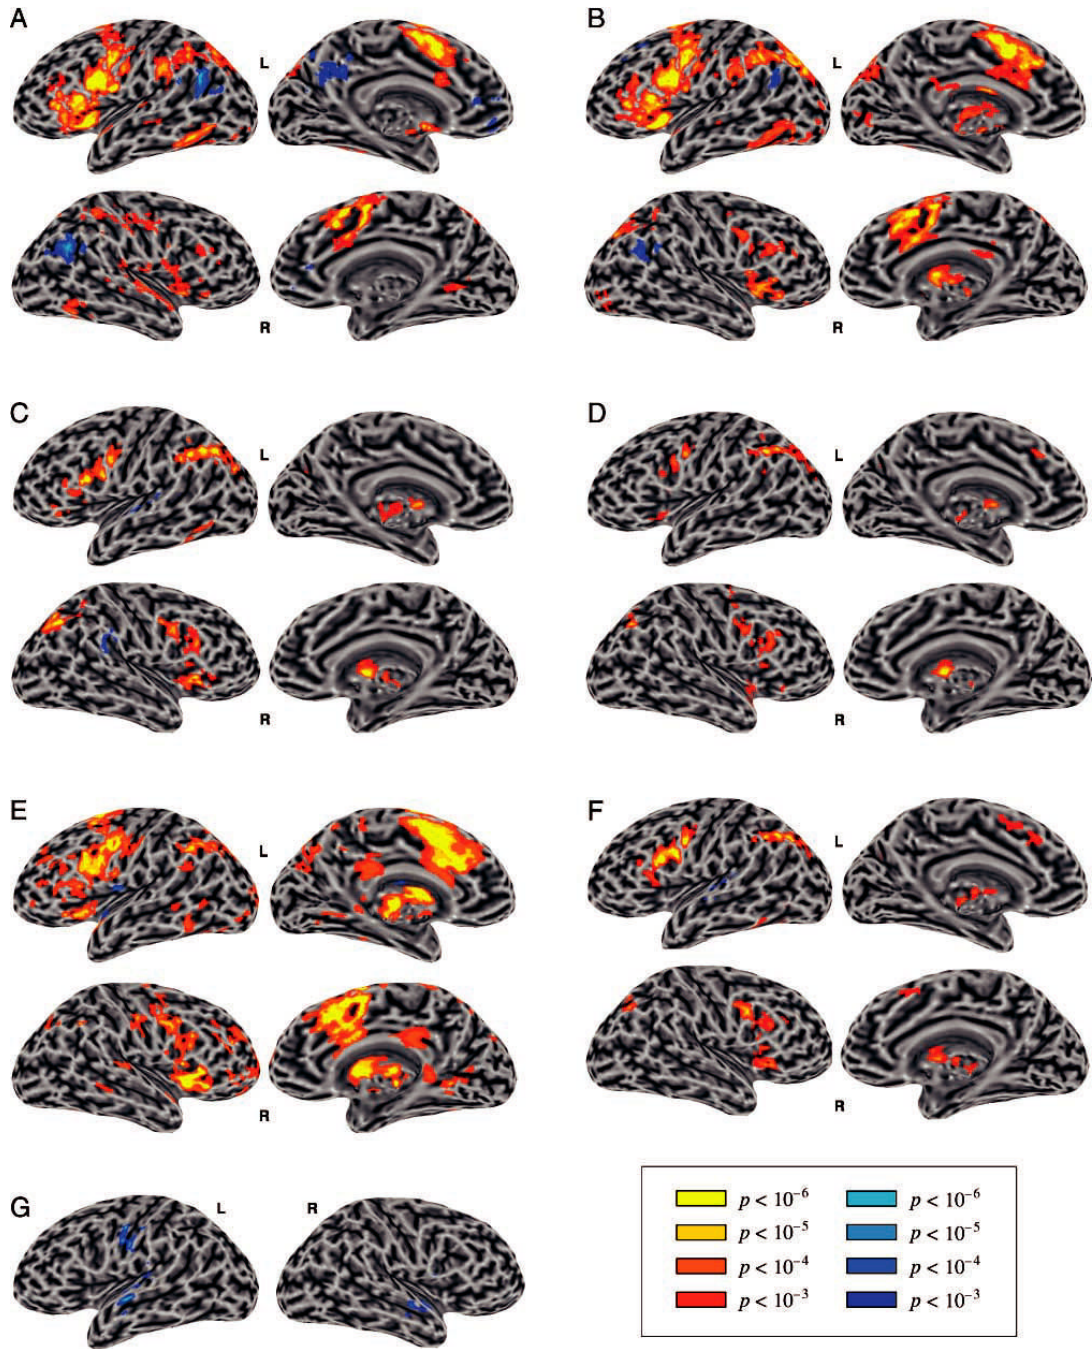 A
B
L
L
R
R
C
D
L
L
R
R
E
F
L
L
R
R
G
L
R
p < 10⁻⁶ p < 10⁻⁶
p < 10⁻⁵ p < 10⁻⁵
p < 10⁻⁴ p < 10⁻⁴
p < 10⁻³ p < 10⁻³